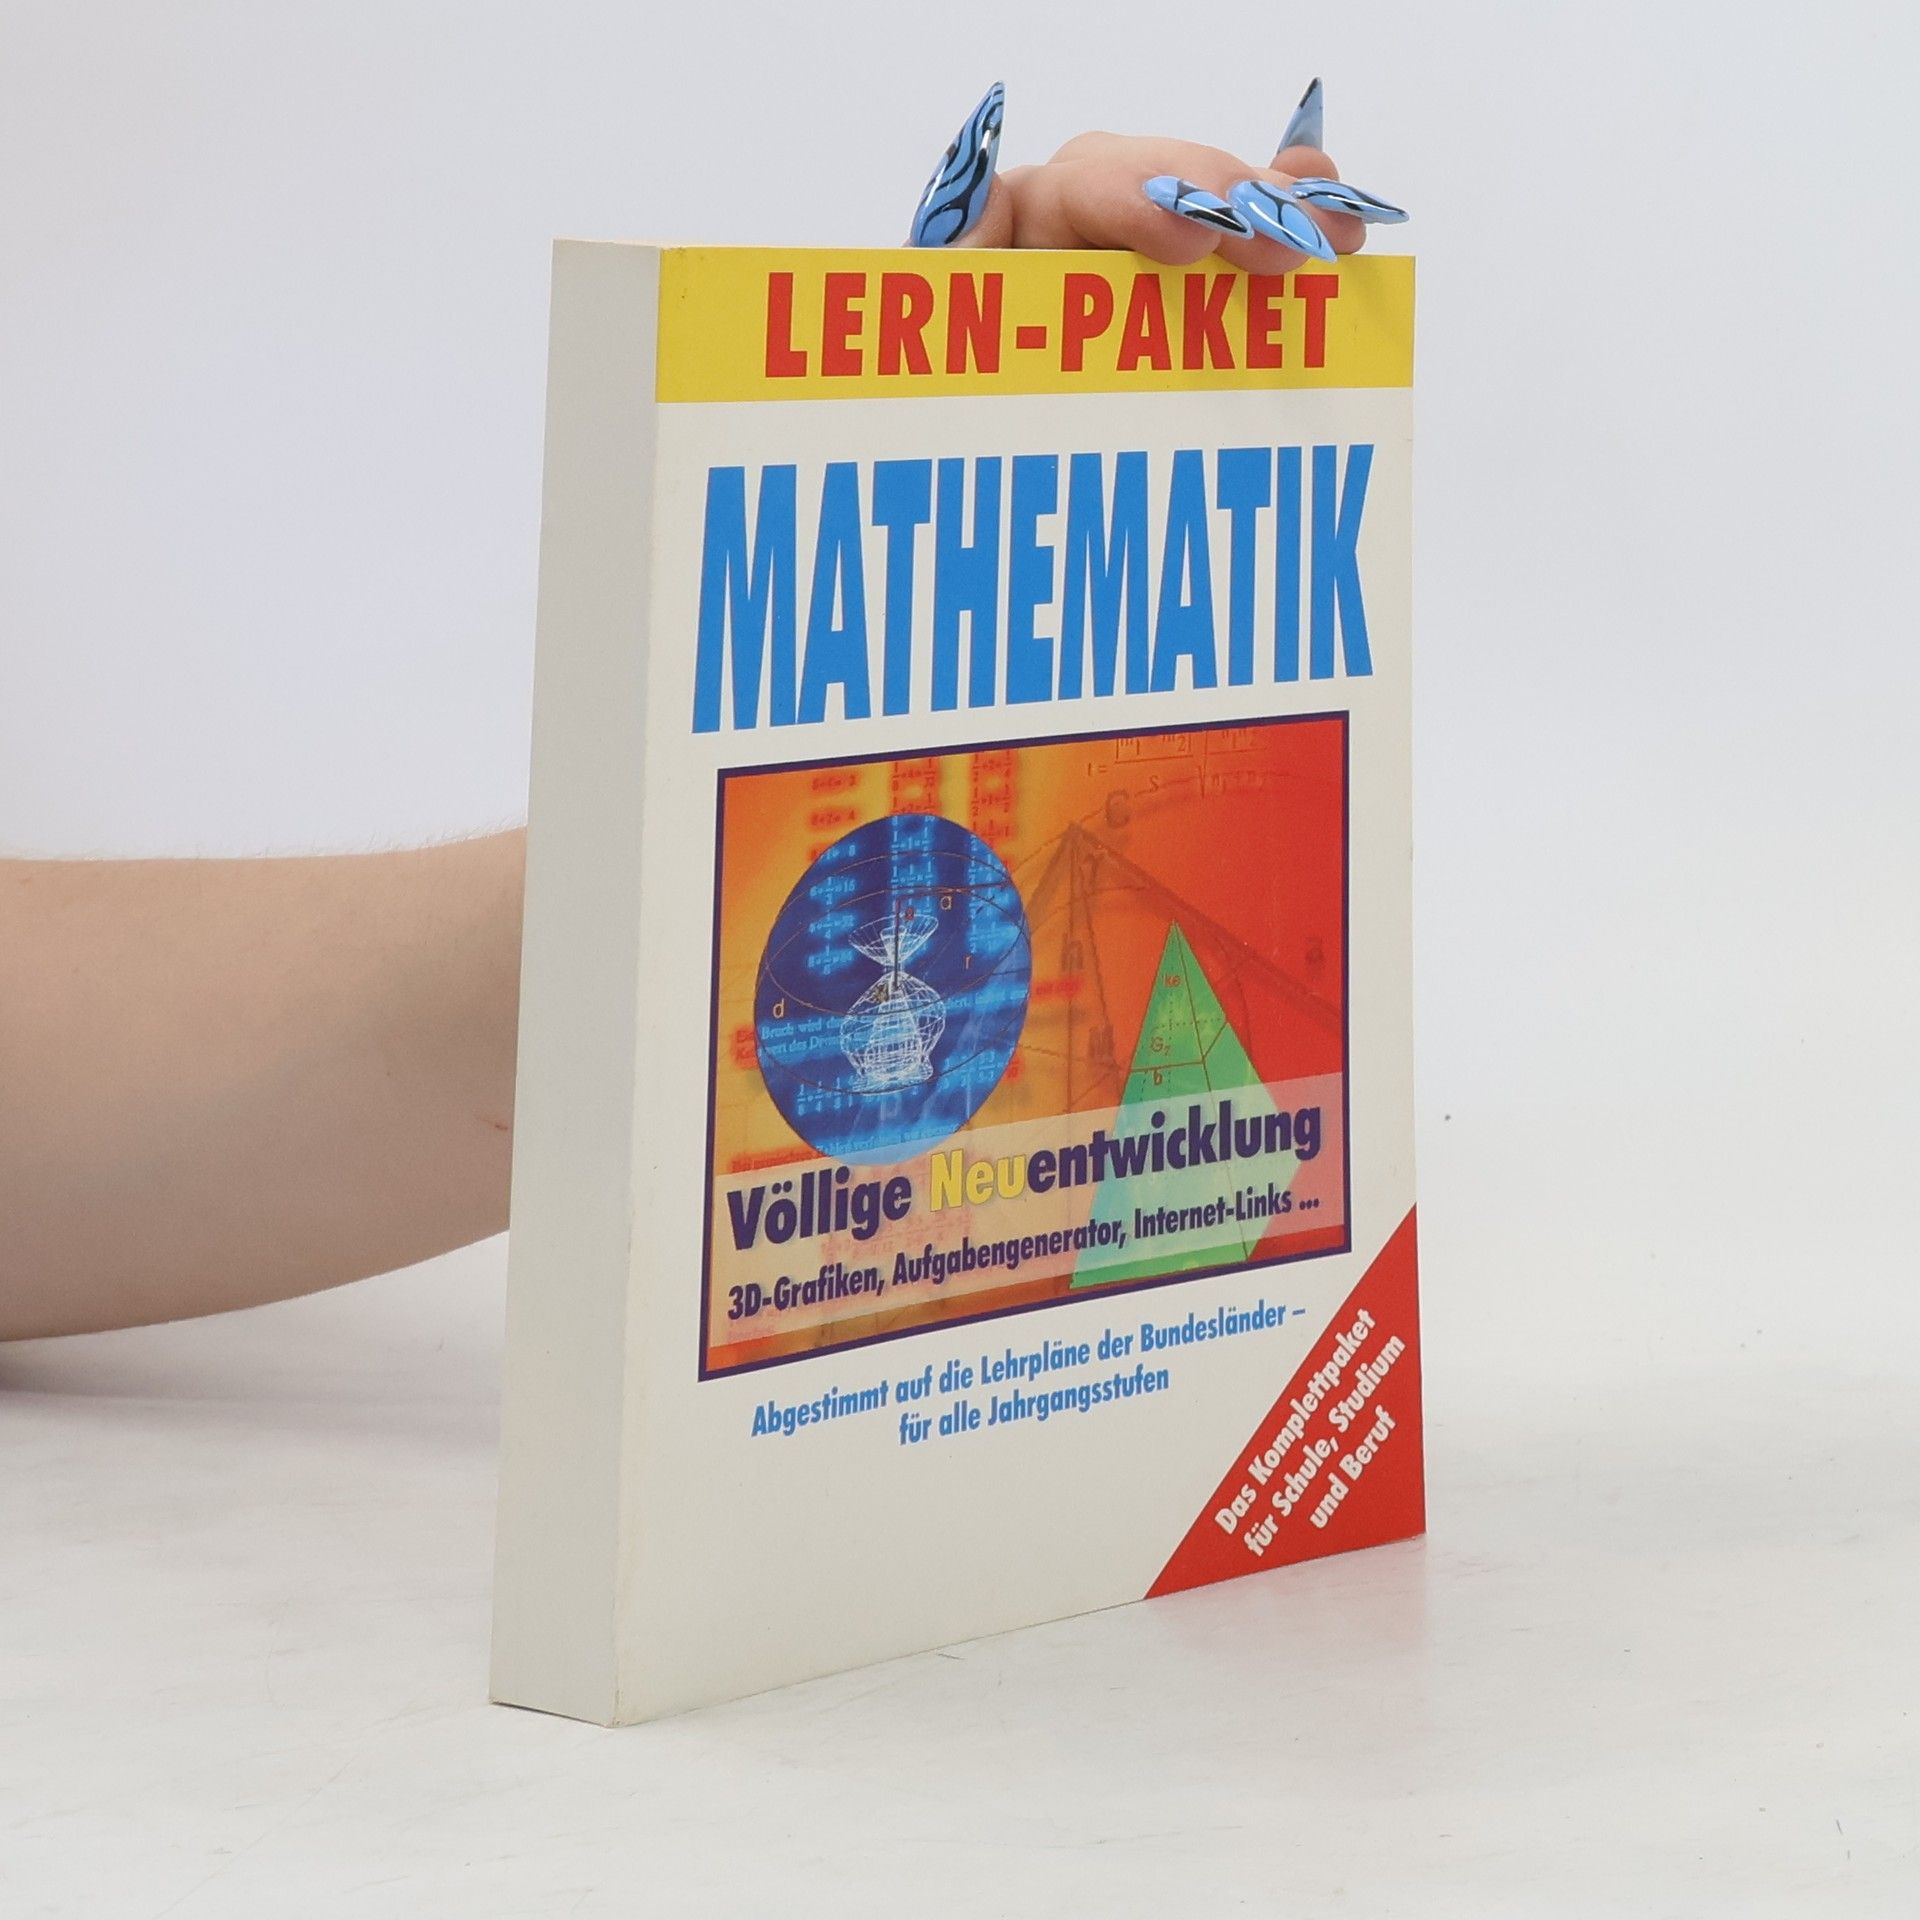 LERN-PAKET
MATHEMATIK
Völlige Neuentwicklung
3D-Grafiken, Aufgabengenerator, Internet-Links ...
Abgestimmt auf die Lehrpläne der Bundesländer –
für alle Jahrgangsstufen
Das Komplettpaket
für Schule, Studium
und Beruf